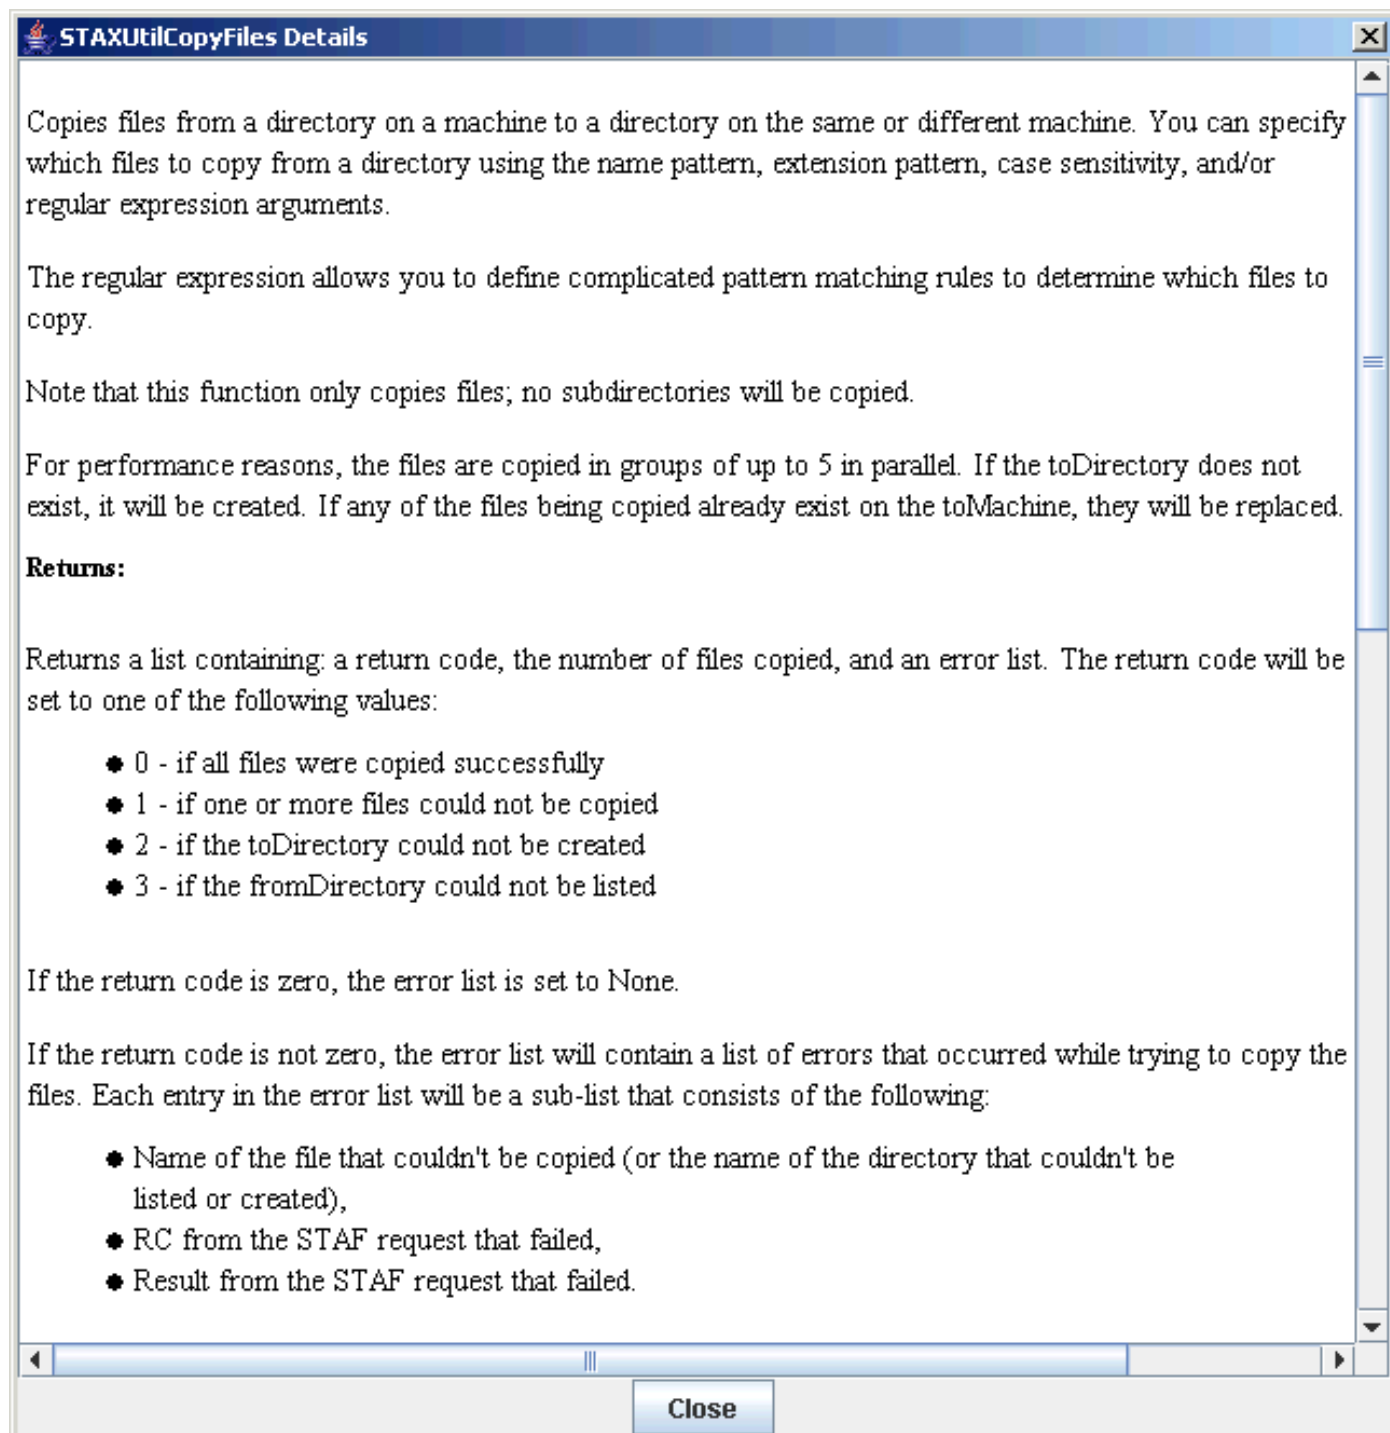 STAXUtilCopyFiles Details
Copies files from a directory on a machine to a directory on the same or different machine. You can specify
which files to copy from a directory using the name pattern, extension pattern, case sensitivity, and/or
regular expression arguments.
The regular expression allows you to define complicated pattern matching rules to determine which files to
copy.
Note that this function only copies files; no subdirectories will be copied.
For performance reasons, the files are copied in groups of up to 5 in parallel. If the toDirectory does not
exist, it will be created. If any of the files being copied already exist on the toMachine, they will be replaced.
Returns:
Returns a list containing: a return code, the number of files copied, and an error list. The return code will be
set to one of the following values:
● 0 - if all files were copied successfully
● 1 - if one or more files could not be copied
● 2 - if the toDirectory could not be created
● 3 - if the fromDirectory could not be listed
If the return code is zero, the error list is set to None.
If the return code is not zero, the error list will contain a list of errors that occurred while trying to copy the
files. Each entry in the error list will be a sub-list that consists of the following:
● Name of the file that couldn't be copied (or the name of the directory that couldn't be
listed or created),
● RC from the STAF request that failed,
● Result from the STAF request that failed.
Close